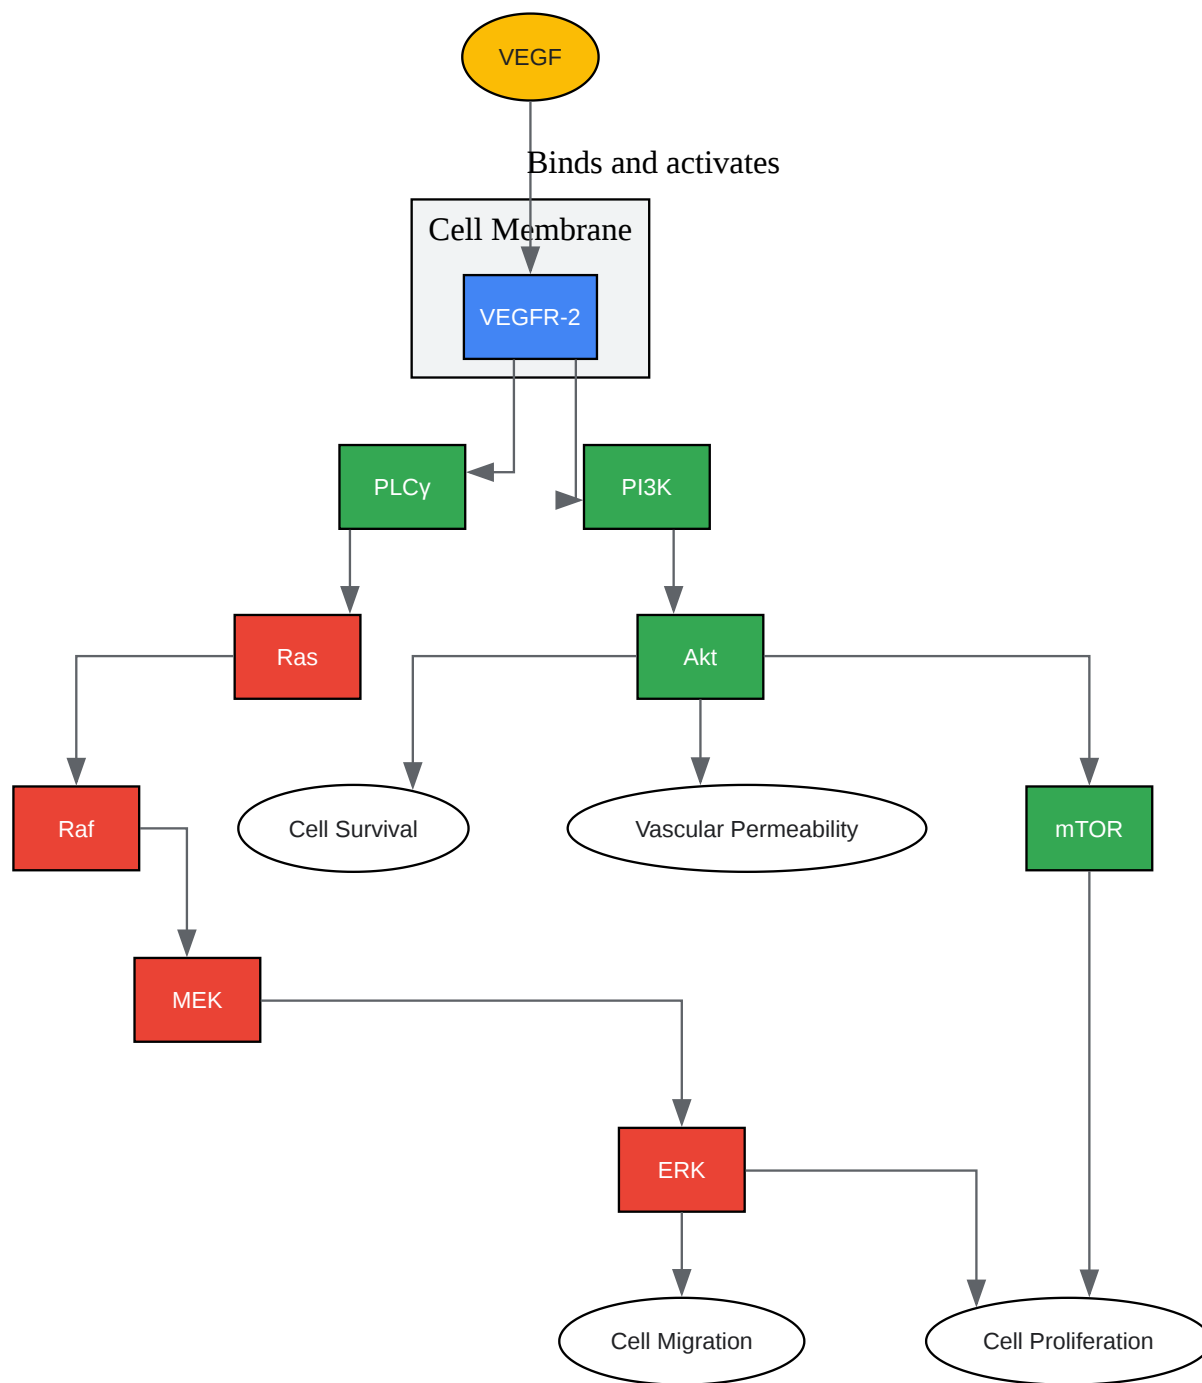 VEGF
Binds and activates
Cell Membrane
VEGFR-2
PLCγ
PI3K
Ras
Akt
Raf
Cell Survival
Vascular Permeability
mTOR
MEK
ERK
Cell Migration
Cell Proliferation